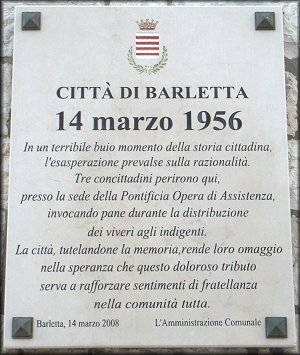 CITTÀ DI BARLETTA
14 marzo 1956
In un terribile buio momento della storia cittadina,
l'esasperazione prevalse sulla razionalità.
Tre concittadini perirono qui,
presso la sede della Pontificia Opera di Assistenza,
invocando pane durante la distribuzione
dei viveri agli indigenti.
La città, tutelandone la memoria,rende loro omaggio
nella speranza che questo doloroso tributo
serva a rafforzare sentimenti di fratellanza
nella comunità tutta.
Barletta, 14 marzo 2008 L'Amministrazione Comunale